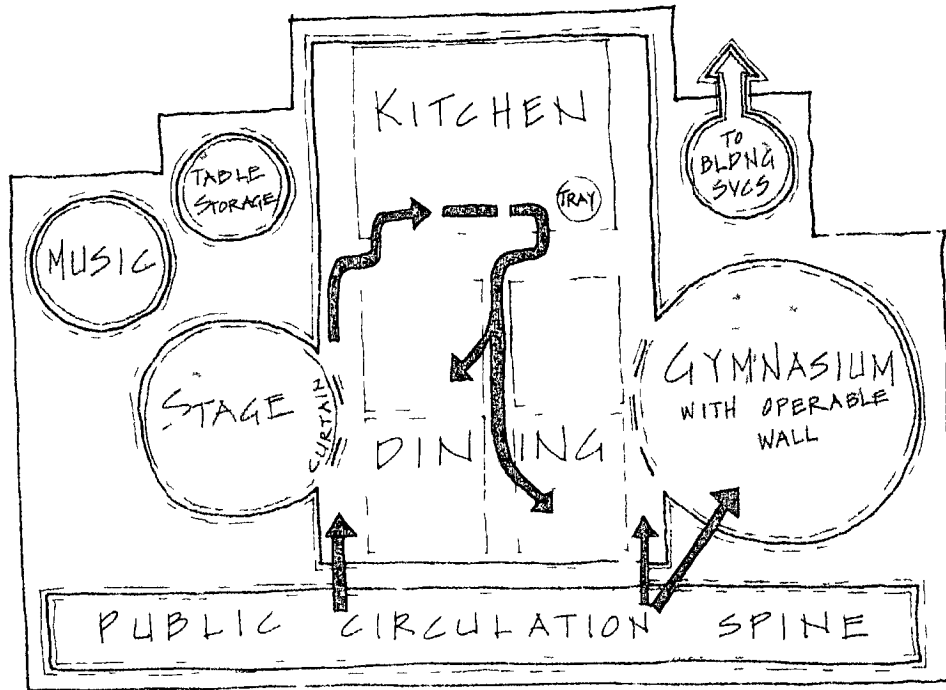 KITCHEN
TO
BLDNG
SVCS
TABLE
STORAGE
TRAY
MUSIC
STAGE
CURTAIN
GYMNASIUM
WITH OPERABLE
WALL
DINING
PUBLIC CIRCULATION SPINE